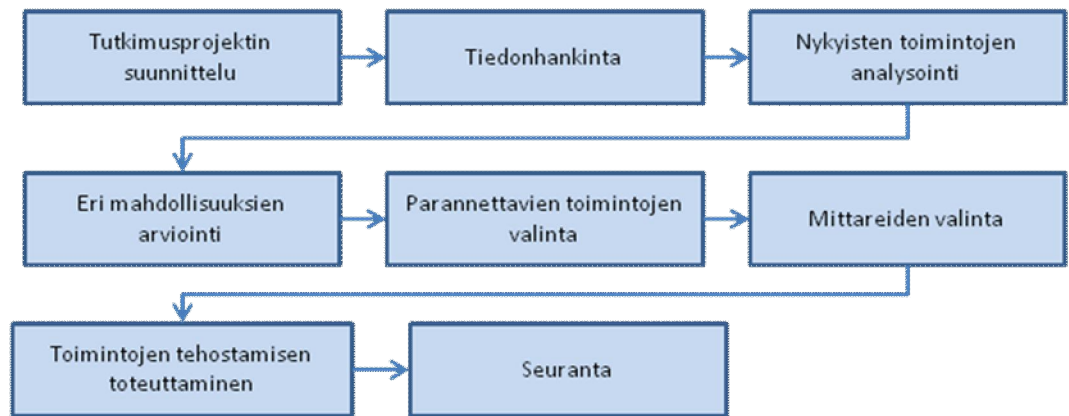 Tutkimusprojektin
suunnittelu
Tiedonhankinta
Nykyisten toimintojen
analysointi
Eri mahdollisuuksien
arviointi
Parannettavien toimintojen
valinta
Mittareiden valinta
Toimintojen tehostamisen
toteuttaminen
Seuranta